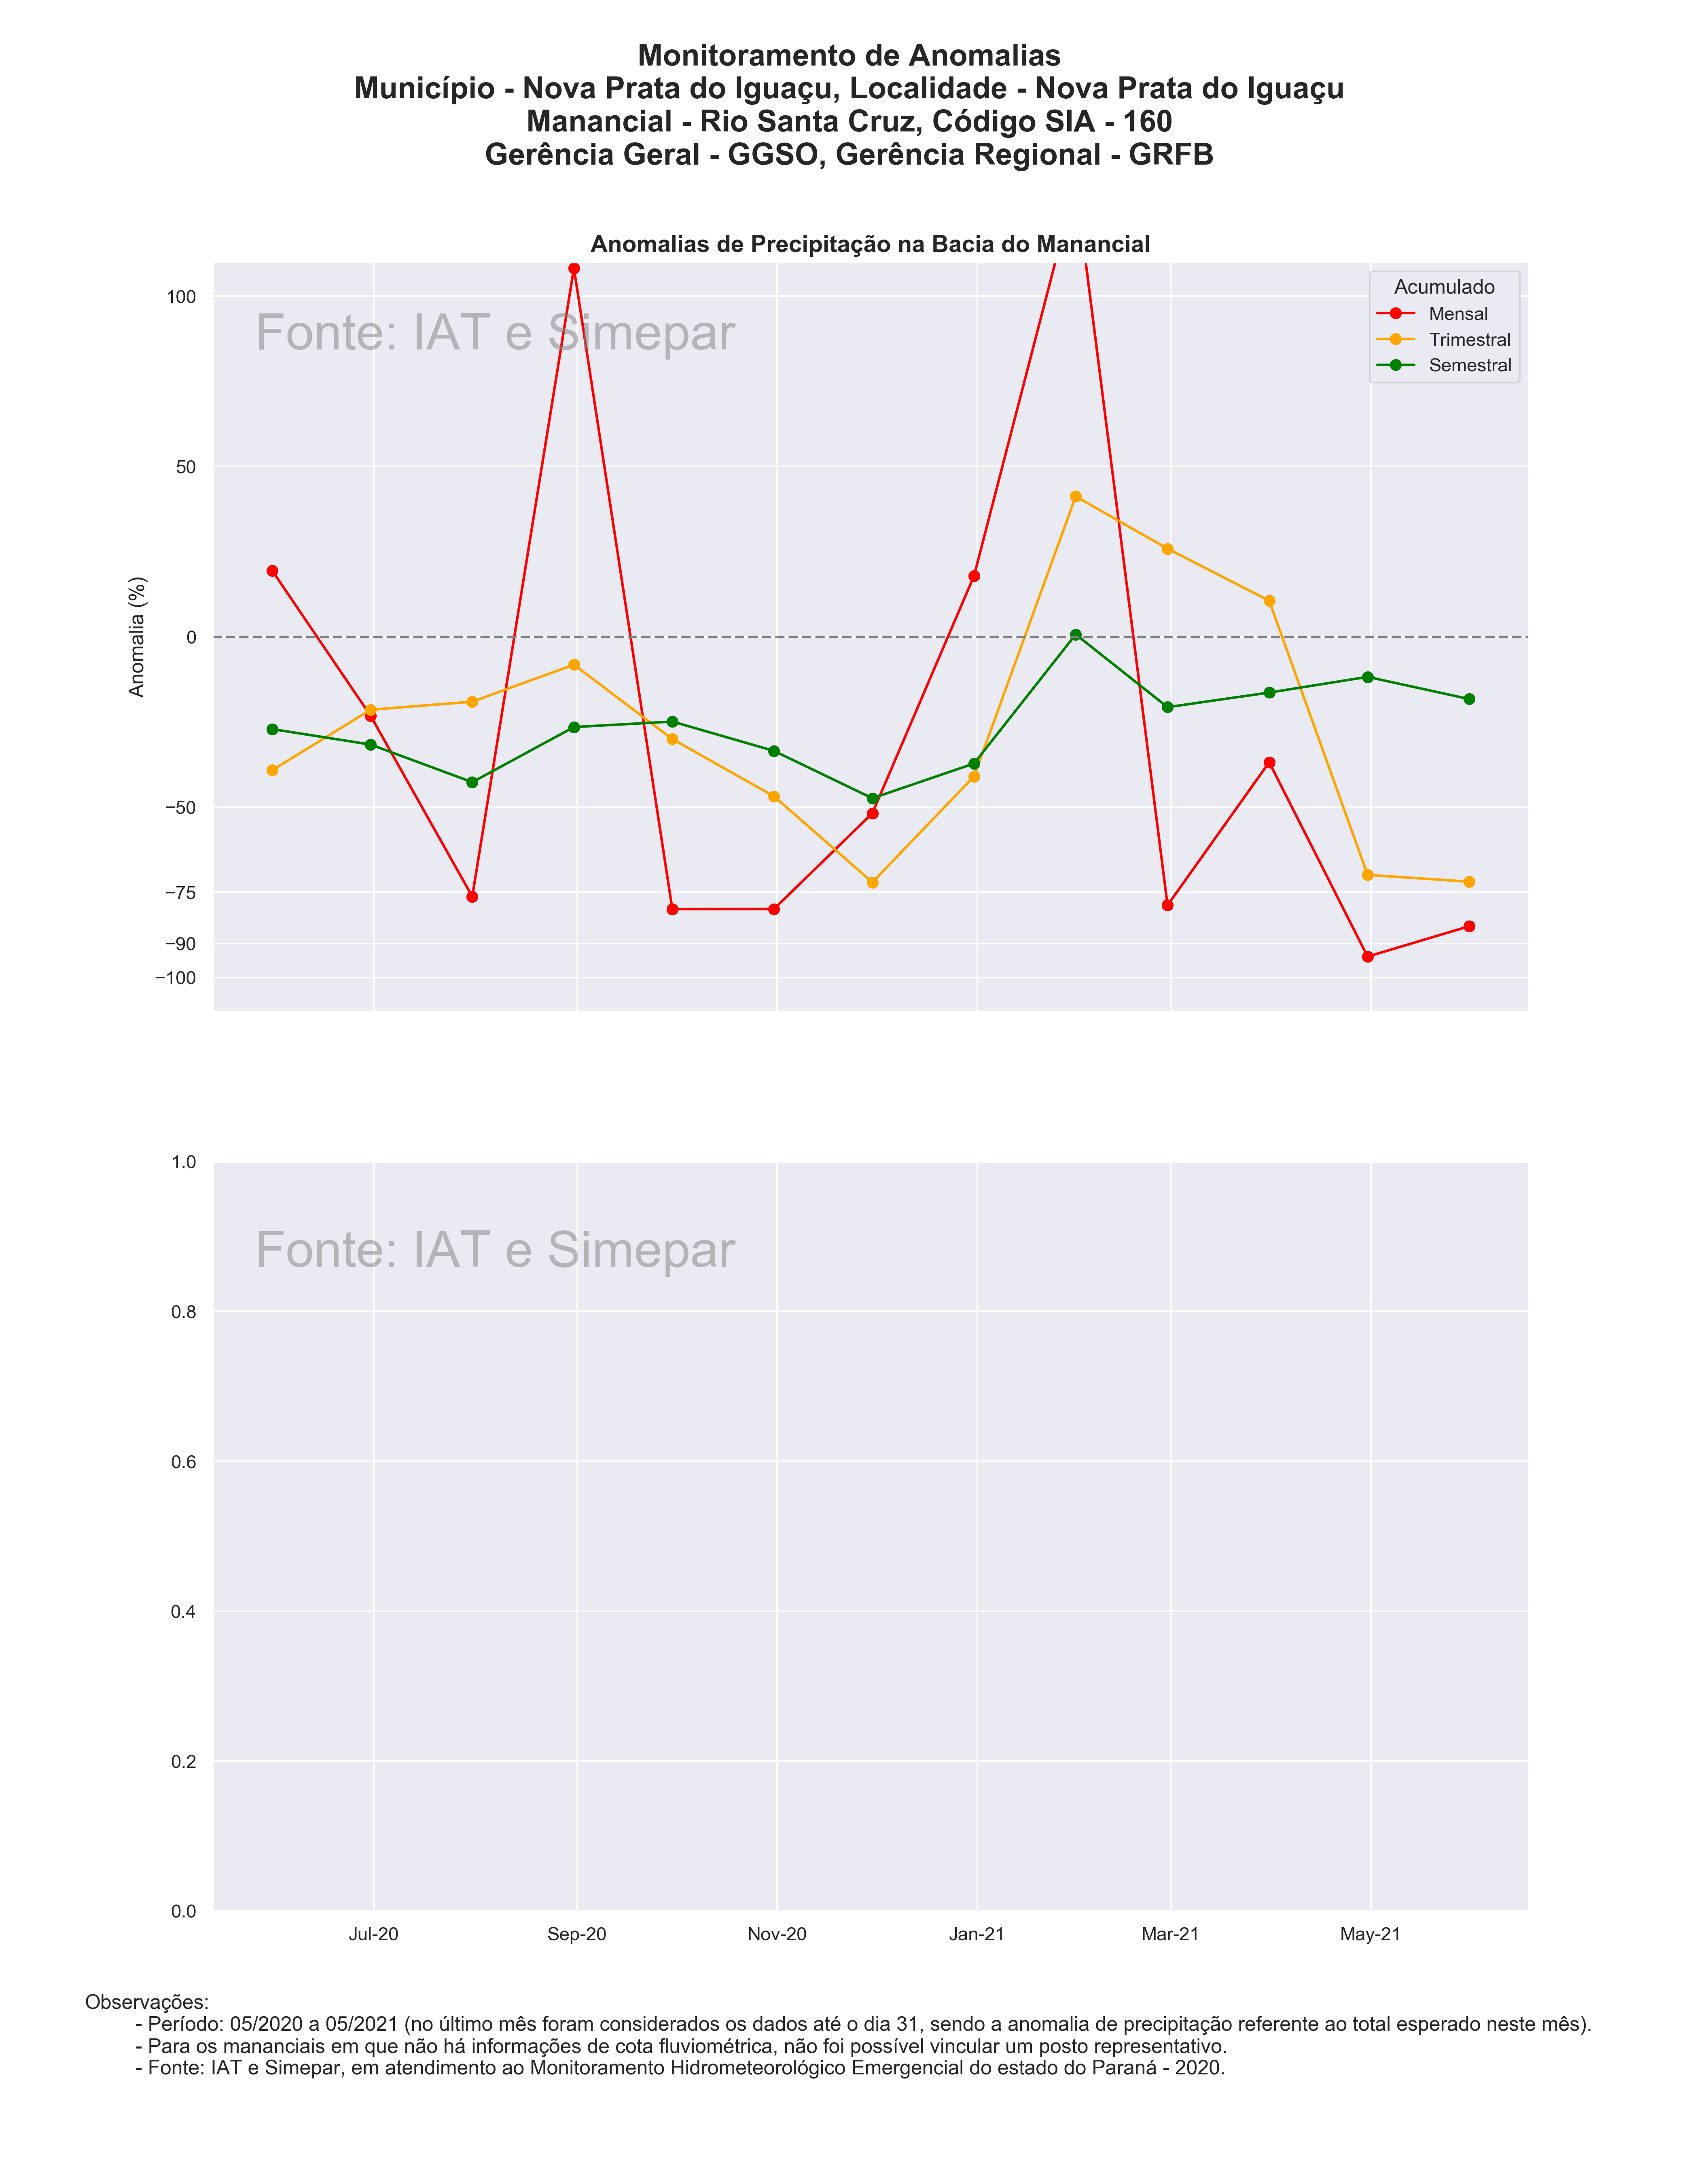 Monitoramento de Anomalias
Município - Nova Prata do Iguaçu, Localidade - Nova Prata do Iguaçu
Manancial - Rio Santa Cruz, Código SIA - 160
Gerência Geral - GGSO, Gerência Regional - GRFB
Anomalias de Precipitação na Bacia do Manancial
Fonte: IAT e Simepar
Acumulado
Mensal
Trimestral
Semestral
Anomalia (%)
100
50
0
−50
−75
−90
−100
Fonte: IAT e Simepar
1.0
0.8
0.6
0.4
0.2
0.0
Jul-20 Sep-20 Nov-20 Jan-21 Mar-21 May-21
Observações:
- Período: 05/2020 a 05/2021 (no último mês foram considerados os dados até o dia 31, sendo a anomalia de precipitação referente ao total esperado neste mês).
- Para os mananciais em que não há informações de cota fluviométrica, não foi possível vincular um posto representativo.
- Fonte: IAT e Simepar, em atendimento ao Monitoramento Hidrometeorológico Emergencial do estado do Paraná - 2020.